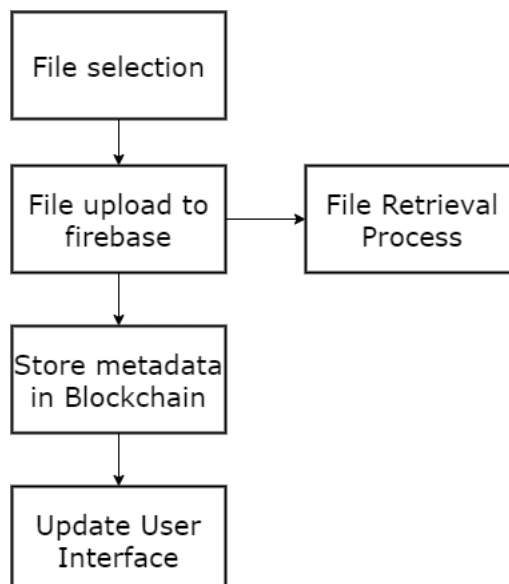 File selection
File upload to
firebase
File Retrieval
Process
Store metadata
in Blockchain
Update User
Interface